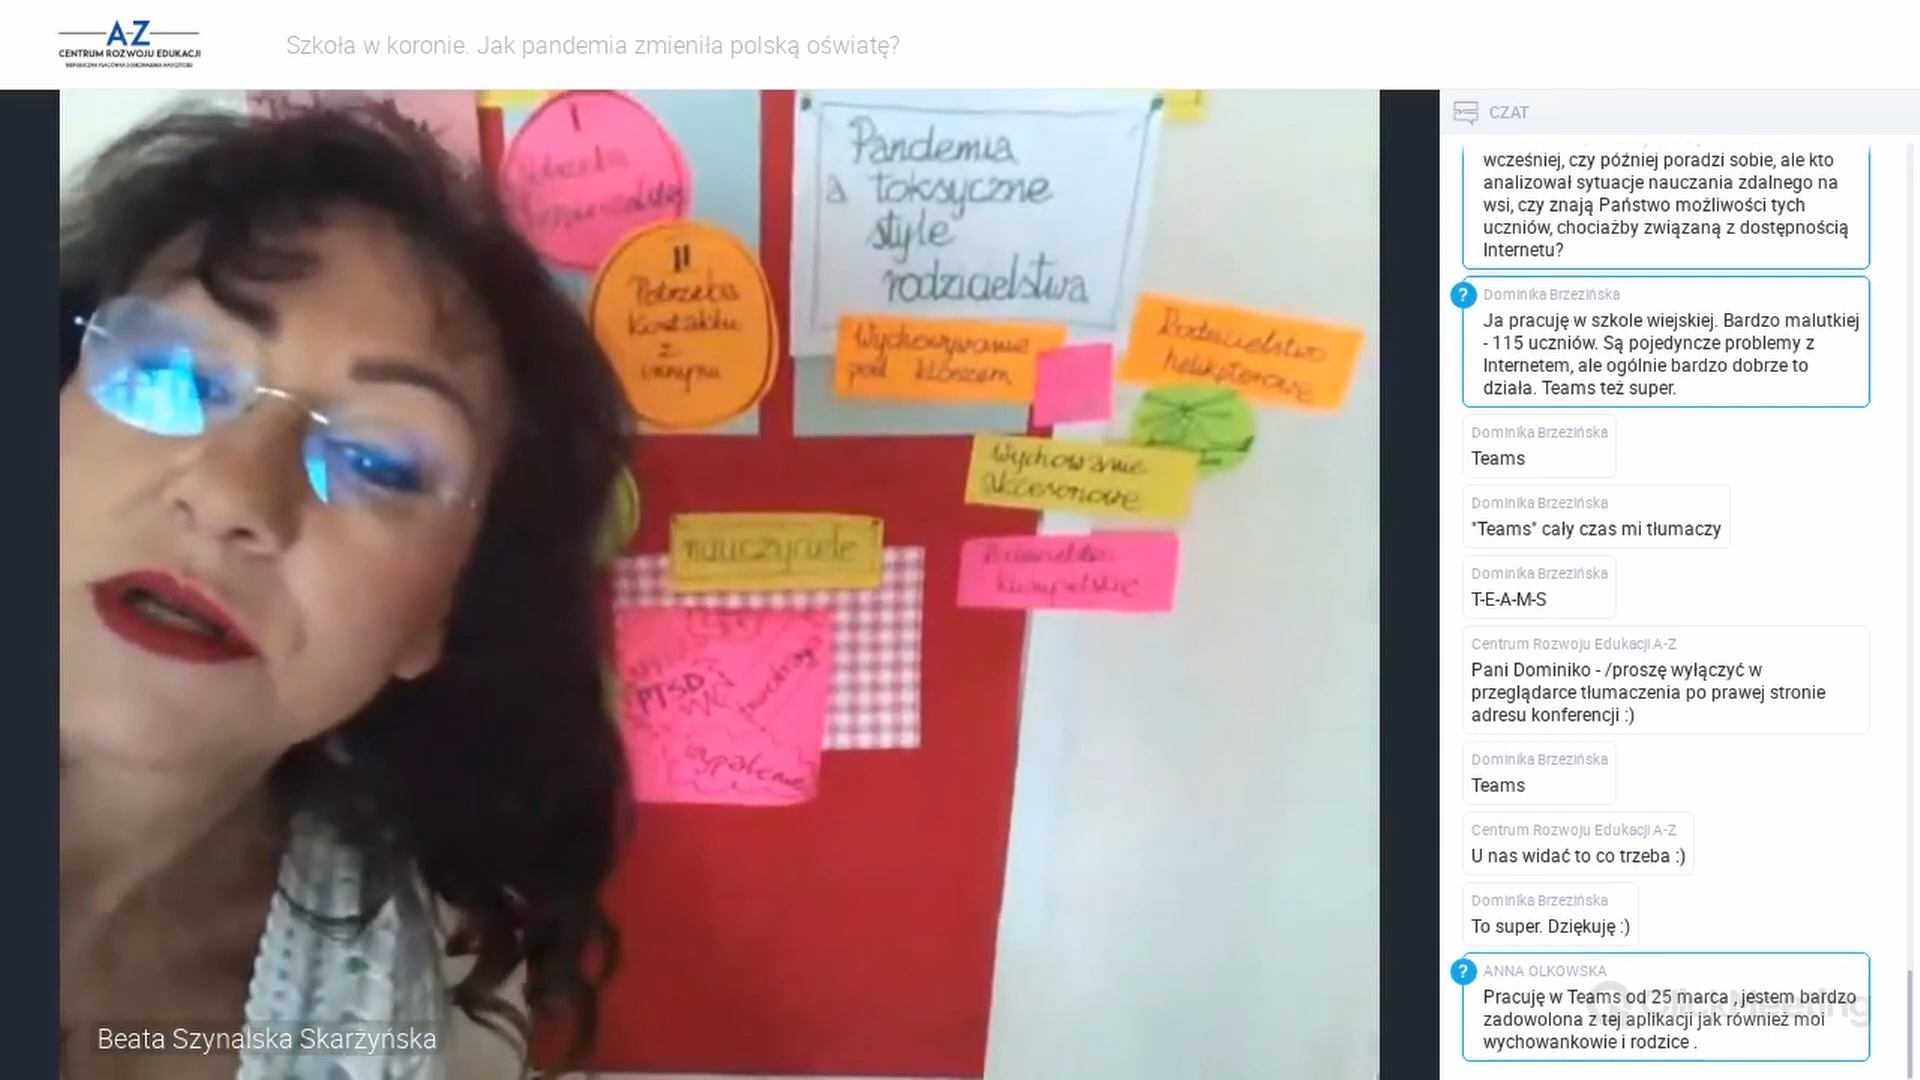 A-Z
CENTRUM ROZWOJU EDUKACJI
Szkoła w koronie. Jak pandemia zmieniła polską oświatę?
I
Potrzeba
II
Potrzeba
kontaktu
z
innymi
Pandemia
a toksyczne
style
rodzicielstwa
Wychowywanie
pod kloszem
Rodzicielstwo
helikopterowe
Wychowanie
akcesoryjne
nauczyciele
kumpelskie
PTSD
wypalenie
Beata Szynalska Skarżyńska
CZAT
wcześniej, czy później poradzi sobie, ale kto
analizował sytuacje nauczania zdalnego na
wsi, czy znają Państwo możliwości tych
uczniów, chociażby związaną z dostępnością
Internetu?
?
Dominika Brzezińska
Ja pracuję w szkole wiejskiej. Bardzo malutkiej
- 115 uczniów. Są pojedyncze problemy z
Internetem, ale ogólnie bardzo dobrze to
działa. Teams też super.
Dominika Brzezińska
Teams
Dominika Brzezińska
"Teams" cały czas mi tłumaczy
Dominika Brzezińska
T-E-A-M-S
Centrum Rozwoju Edukacji A-Z
Pani Dominiko - /proszę wyłączyć w
przeglądarce tłumaczenia po prawej stronie
adresu konferencji :)
Dominika Brzezińska
Teams
Centrum Rozwoju Edukacji A-Z
U nas widać to co trzeba :)
Dominika Brzezińska
To super. Dziękuję :)
?
ANNA OLKOWSKA
Pracuję w Teams od 25 marca , jestem bardzo
zadowolona z tej aplikacji jak również moi
wychowankowie i rodzice .
ClickMeeting